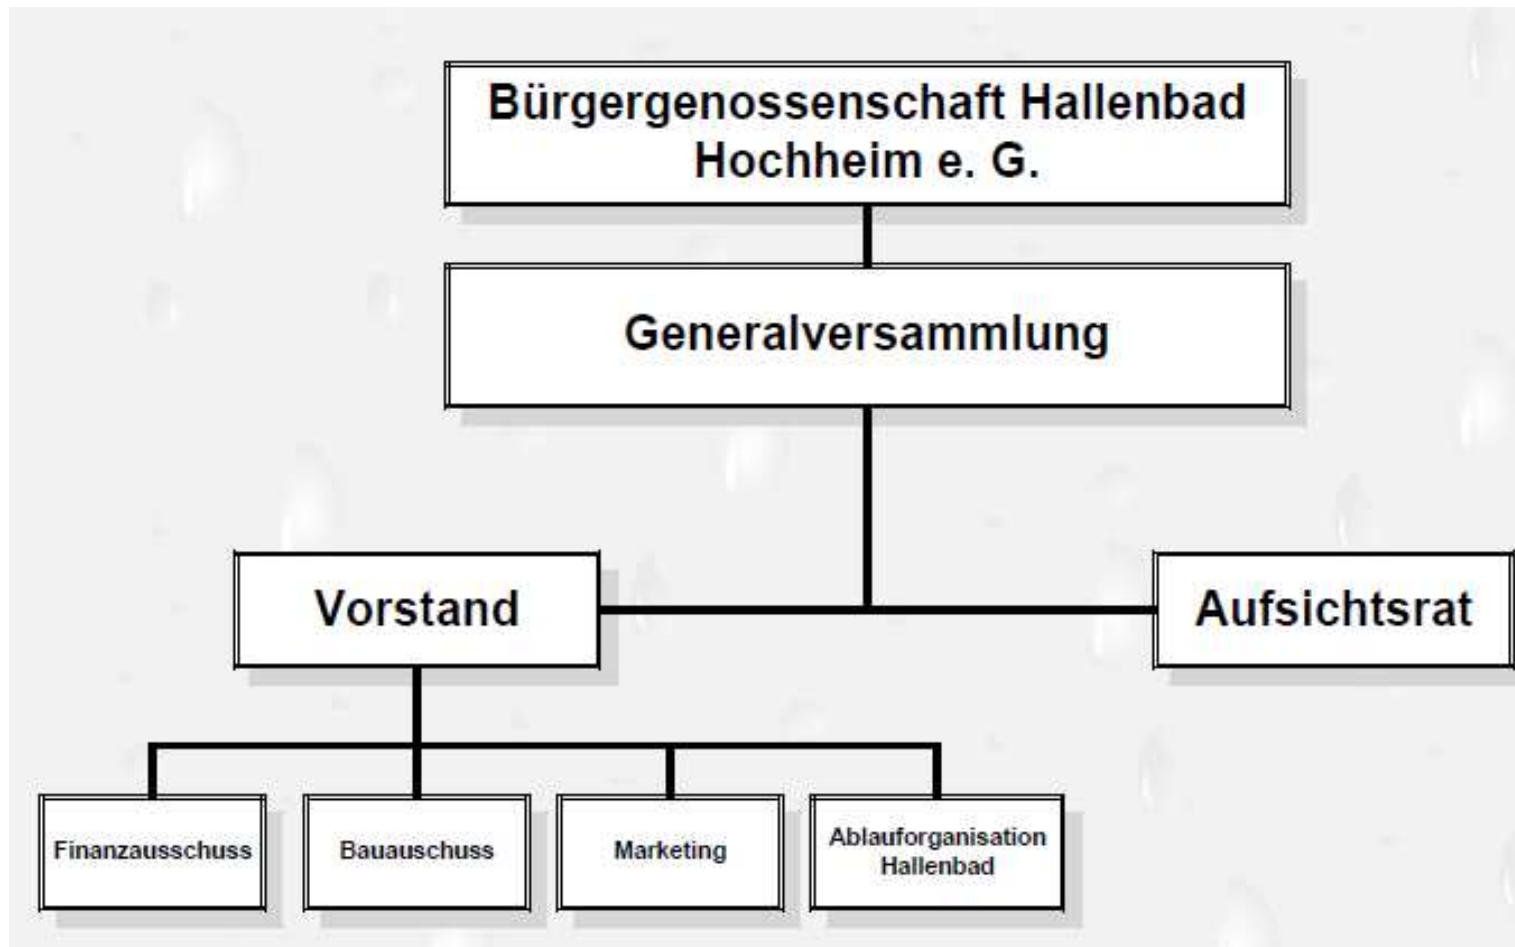 Bürgergenossenschaft Hallenbad
Hochheim e. G.
Generalversammlung
Vorstand
Aufsichtsrat
Finanzausschuss
Bauauschuss
Marketing
Ablauforganisation
Hallenbad